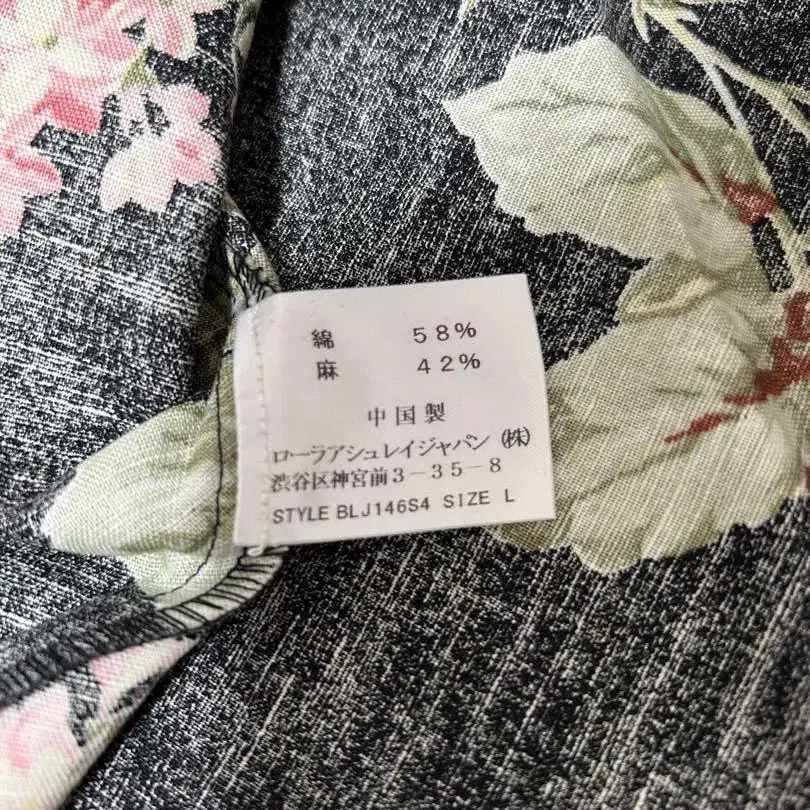 綿 58%
麻 42%
中国製
ローラアシュレイジャパン ㈱
渋谷区神宮前3-35-8
STYLE BLJ146S4 SIZE L